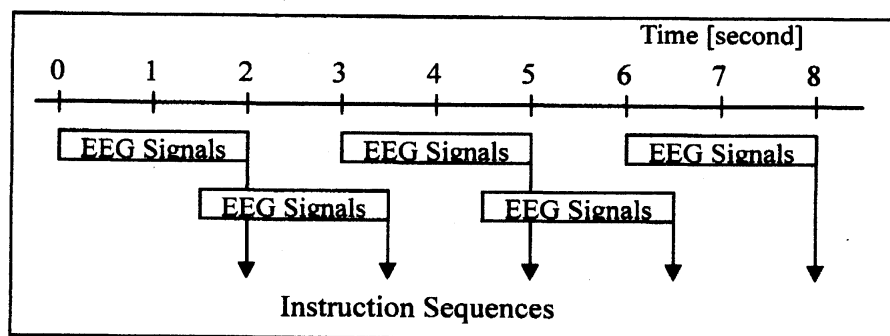 Time [second]
0 1 2 3 4 5 6 7 8
EEG Signals EEG Signals EEG Signals
EEG Signals EEG Signals
Instruction Sequences